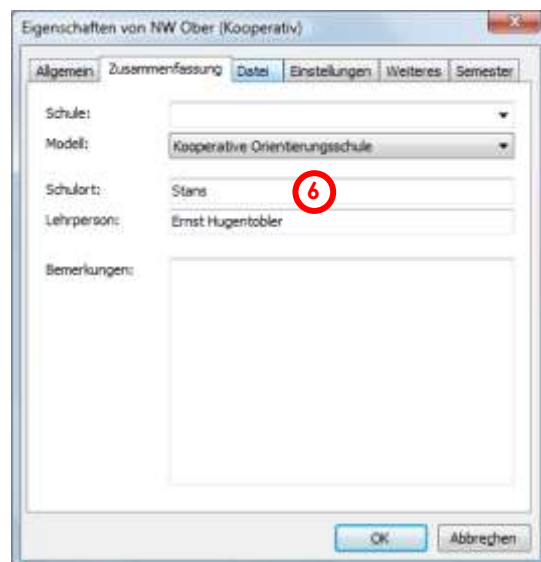 Eigenschaften von NW Ober (Kooperativ)
Allgemein Zusammenfassung Datei Einstellungen Weiteres Semester
Schule:
Modell: Kooperative Orientierungsschule
Schulort: Stans 6
Lehrperson: Ernst Hugentobler
Bemerkungen:
OK Abbrechen